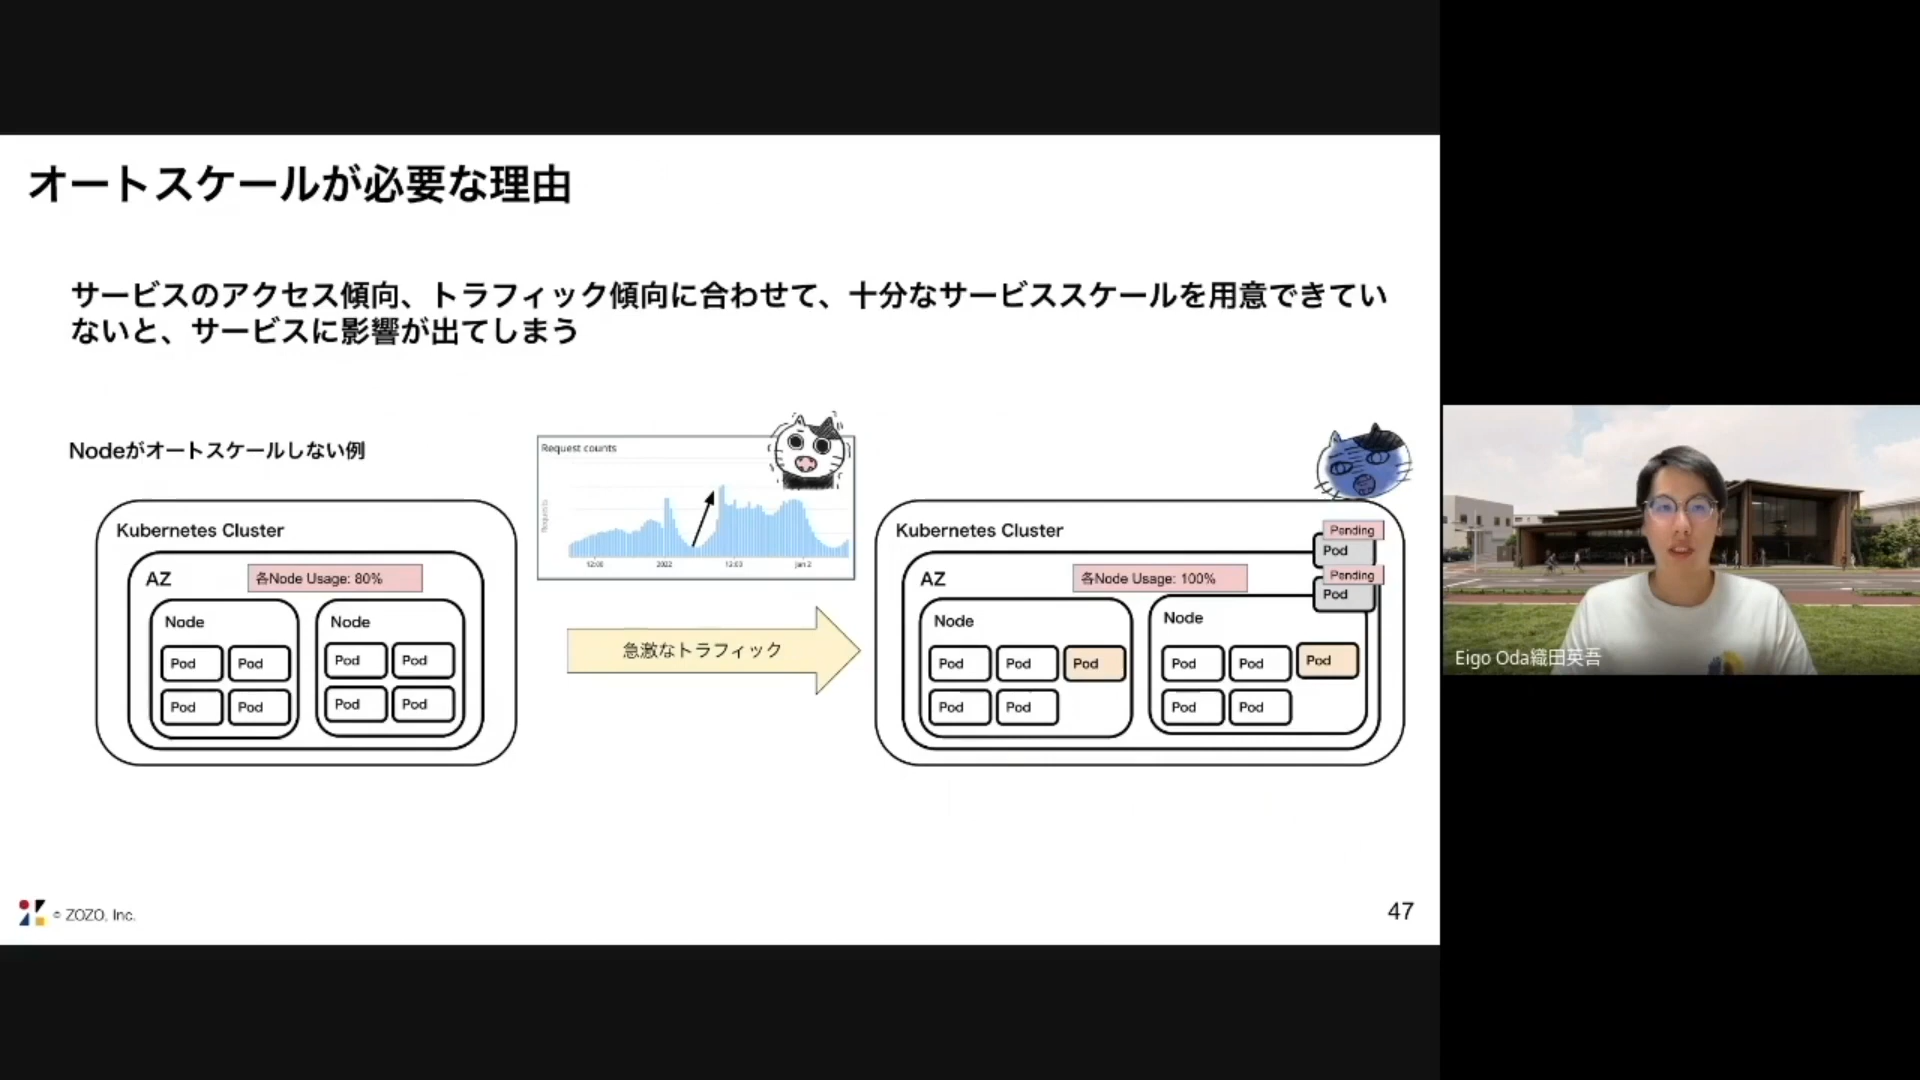 オートスケールが必要な理由
サービスのアクセス傾向、トラフィック傾向に合わせて、十分なサービススケールを用意できてい
ないと、サービスに影響が出てしまう
Nodeがオートスケールしない例
Request counts
Requests
12:00
2022
12:00
Jan 2
急激なトラフィック
Kubernetes Cluster
AZ
各Node Usage: 80%
Node
Pod Pod
Pod Pod
Node
Pod Pod
Pod Pod
Kubernetes Cluster
Pending
Pod
Pending
Pod
AZ
各Node Usage: 100%
Node
Pod Pod Pod
Pod Pod
Node
Pod Pod Pod
Pod Pod
© ZOZO, Inc.
47
Eigo Oda織田英吾